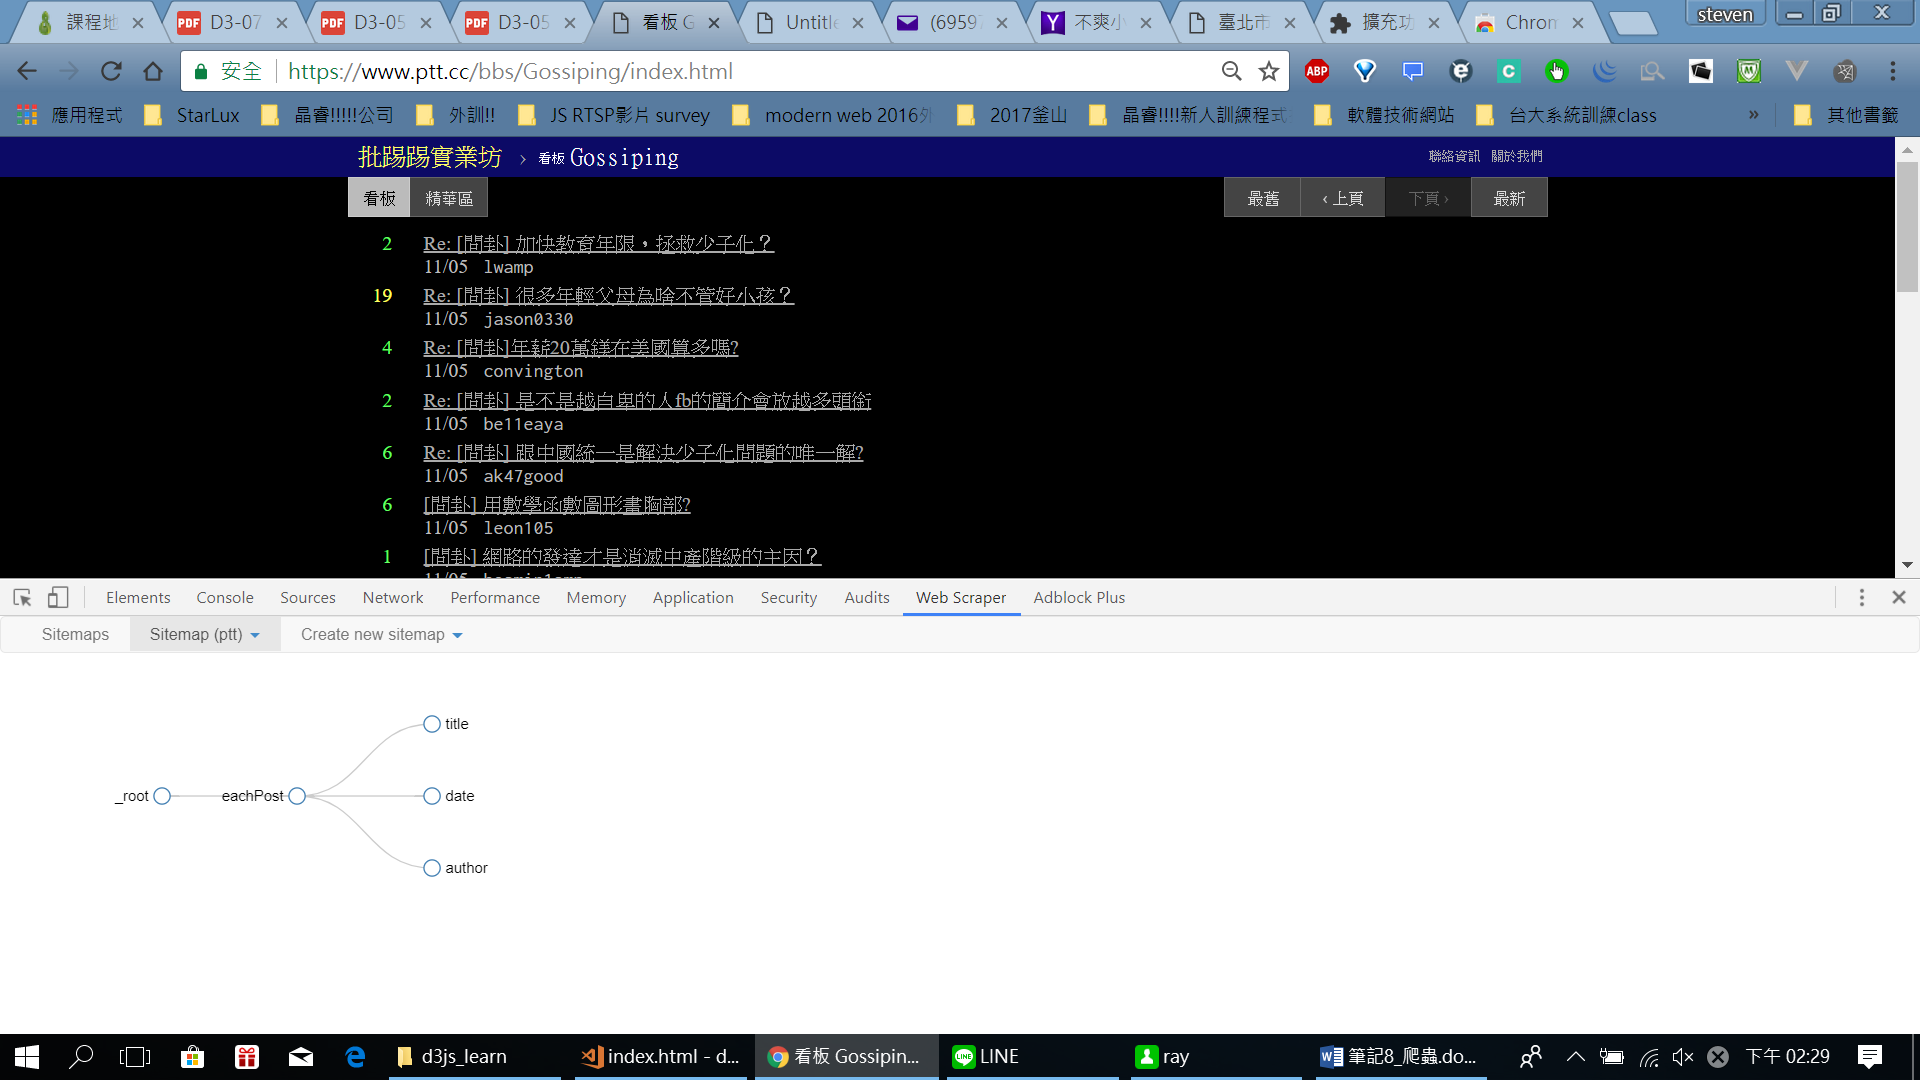 課程地
D3-07
D3-05
D3-05
看板 G
Untitle
(6959
不爽小
臺北市
擴充功
Chrom
steven
安全 https://www.ptt.cc/bbs/Gossiping/index.html
應用程式 StarLux 晶睿!!!!!公司 外訓!! JS RTSP影片 survey modern web 2016外 2017釜山 晶睿!!!!新人訓練程式 軟體技術網站 台大系統訓練class » 其他書籤
批踢踢實業坊 › 看板 Gossiping 聯絡資訊 關於我們
看板 精華區 最舊 ‹ 上頁 下頁 › 最新
2 Re: [問卦] 加快教育年限，拯救少子化？
11/05 lwamp
19 Re: [問卦] 很多年輕父母為啥不管好小孩？
11/05 jason0330
4 Re: [問卦]年薪20萬鎂在美國算多嗎?
11/05 convington
2 Re: [問卦] 是不是越自卑的人fb的簡介會放越多頭銜
11/05 be11eaya
6 Re: [問卦] 跟中國統一是解決少子化問題的唯一解?
11/05 ak47good
6 [問卦] 用數學函數圖形畫胸部?
11/05 leon105
1 [問卦] 網路的發達才是消滅中產階級的主因？
Elements Console Sources Network Performance Memory Application Security Audits Web Scraper Adblock Plus
Sitemaps Sitemap (ptt) Create new sitemap
title
_root eachPost date
author
d3js_learn
index.html - d...
看板 Gossipin...
LINE
ray
筆記8_爬蟲.do...
下午 02:29